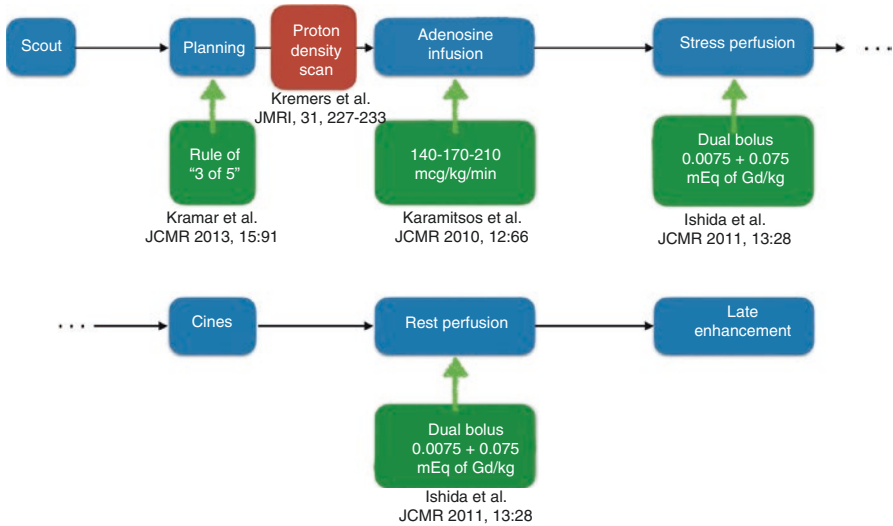 Scout
Planning
Proton
density
scan
Adenosine
infusion
Stress perfusion
...
Kremers et al.
JMRI, 31, 227-233
Rule of
“3 of 5”
140-170-210
mcg/kg/min
Dual bolus
0.0075 + 0.075
mEq of Gd/kg
Kramar et al.
JCMR 2013, 15:91
Karamitsos et al.
JCMR 2010, 12:66
Ishida et al.
JCMR 2011, 13:28
...
Cines
Rest perfusion
Late
enhancement
Dual bolus
0.0075 + 0.075
mEq of Gd/kg
Ishida et al.
JCMR 2011, 13:28